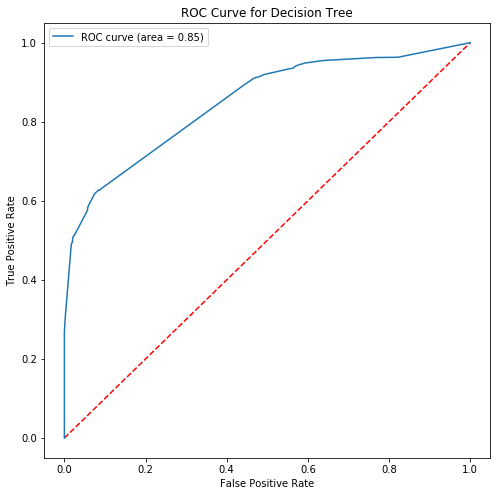 ROC Curve for Decision Tree
ROC curve (area = 0.85)
True Positive Rate
1.0
0.8
0.6
0.4
0.2
0.0
0.0 0.2 0.4 0.6 0.8 1.0
False Positive Rate